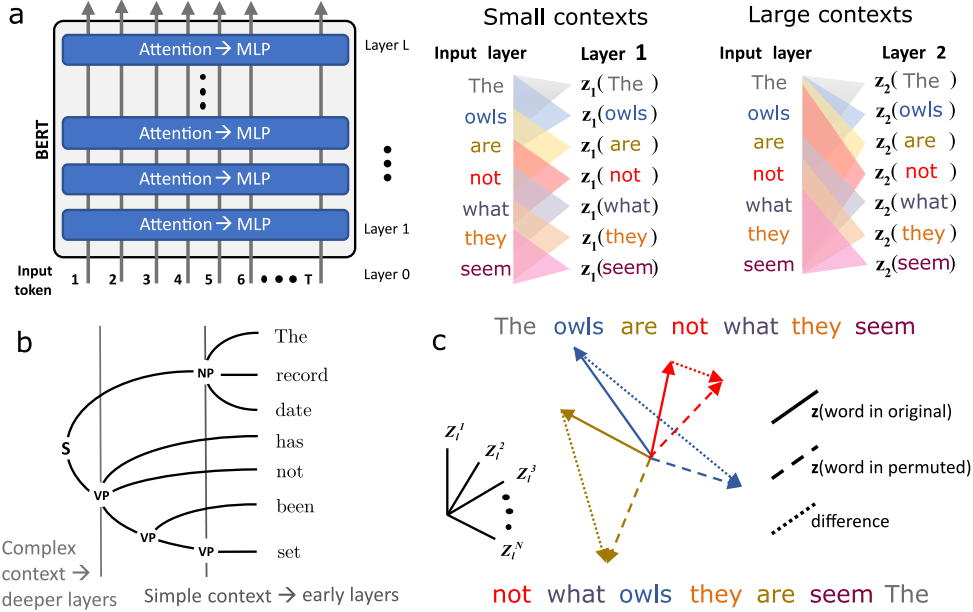 a
BERT
Attention → MLP
Layer L
Attention → MLP
Attention → MLP
Attention → MLP
Layer 1
Input token
1 2 3 4 5 6 T
Layer 0
Small contexts
Input layer Layer 1
The z₁( The )
owls z₁(owls)
are z₁( are )
not z₁( not )
what z₁(what)
they z₁(they)
seem z₁(seem)
Large contexts
Input layer Layer 2
The z₂( The )
owls z₂(owls)
are z₂( are )
not z₂( not )
what z₂(what)
they z₂(they)
seem z₂(seem)
b
The
NP record
date
S has
not
VP
been
VP
VP set
Complex
context →
deeper layers
Simple context → early layers
c
The owls are not what they seem
Zₗ¹
Zₗ²
Zₗ³
Zₗᴺ
z(word in original)
z(word in permuted)
difference
not what owls they are seem The